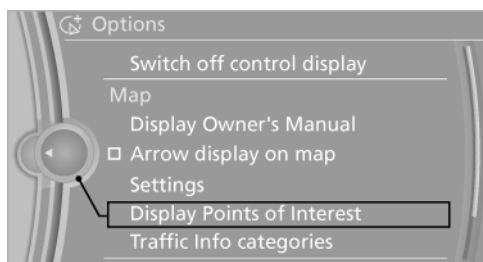 Options
Switch off control display
Map
Display Owner's Manual
Arrow display on map
Settings
Display Points of Interest
Traffic Info categories